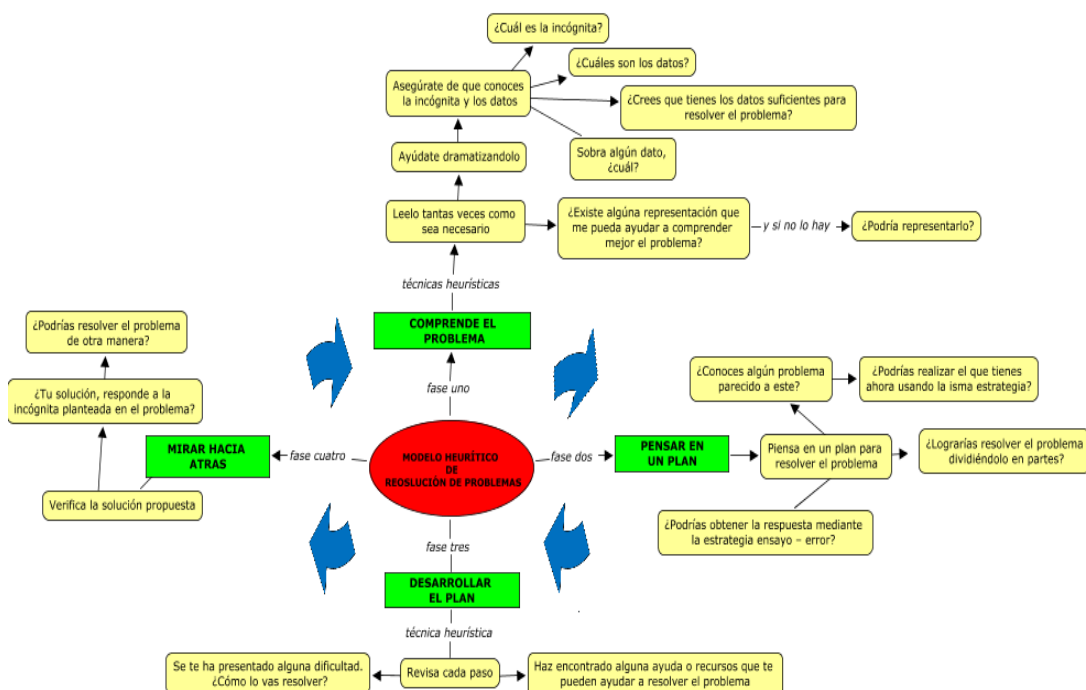 ¿Cuál es la incógnita?
Asegúrate de que conoces
la incógnita y los datos
¿Cuáles son los datos?
¿Crees que tienes los datos suficientes para
resolver el problema?
Sobra algún dato,
¿cuál?
Ayúdate dramatizandolo
Leelo tantas veces como
sea necesario
¿Existe algúna representación que
me pueda ayudar a comprender
mejor el problema?
y si no lo hay
¿Podría representarlo?
técnicas heurísticas
COMPRENDE EL
PROBLEMA
fase uno
¿Podrías resolver el problema
de otra manera?
¿Tu solución, responde a la
incógnita planteada en el problema?
MIRAR HACIA
ATRAS
Verifica la solución propuesta
fase cuatro
MODELO HEURÍTICO
DE
REOSLUCIÓN DE PROBLEMAS
fase dos
PENSAR EN
UN PLAN
¿Conoces algún problema
parecido a este?
¿Podrías realizar el que tienes
ahora usando la isma estrategia?
Piensa en un plan para
resolver el problema
¿Lograrías resolver el problema
dividiéndolo en partes?
¿Podrías obtener la respuesta mediante
la estrategia ensayo – error?
fase tres
DESARROLLAR
EL PLAN
técnica heurística
Se te ha presentado alguna dificultad.
¿Cómo lo vas resolver?
Revisa cada paso
Haz encontrado alguna ayuda o recursos que te
pueden ayudar a resolver el problema